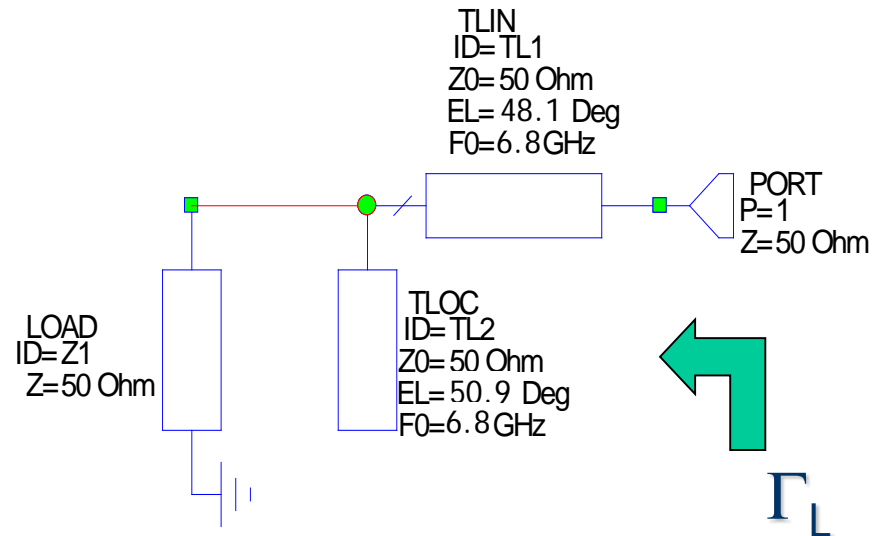 TLIN
ID=TL1
Z0=50 Ohm
EL=48.1 Deg
F0=6.8GHz
PORT
P=1
Z=50 Ohm
LOAD
ID=Z1
Z=50 Ohm
TLOC
ID=TL2
Z0=50 Ohm
EL=50.9 Deg
F0=6.8GHz
ΓL